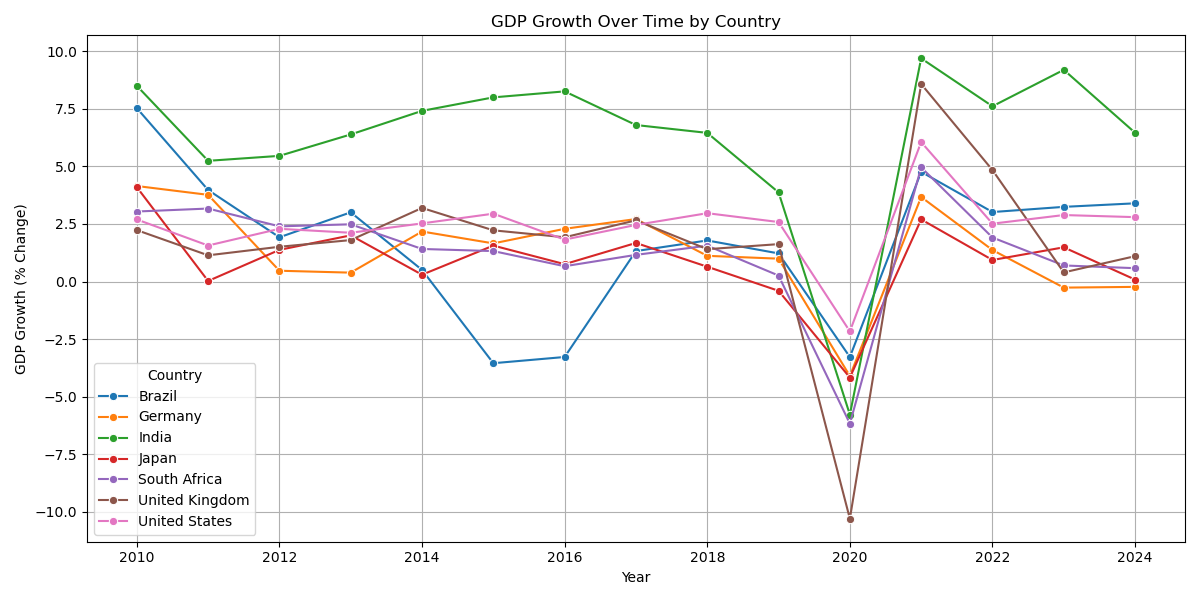 GDP Growth Over Time by Country
GDP Growth (% Change)
10.0
7.5
5.0
2.5
0.0
−2.5
−5.0
−7.5
−10.0
Country
Brazil
Germany
India
Japan
South Africa
United Kingdom
United States
2010 2012 2014 2016 2018 2020 2022 2024
Year